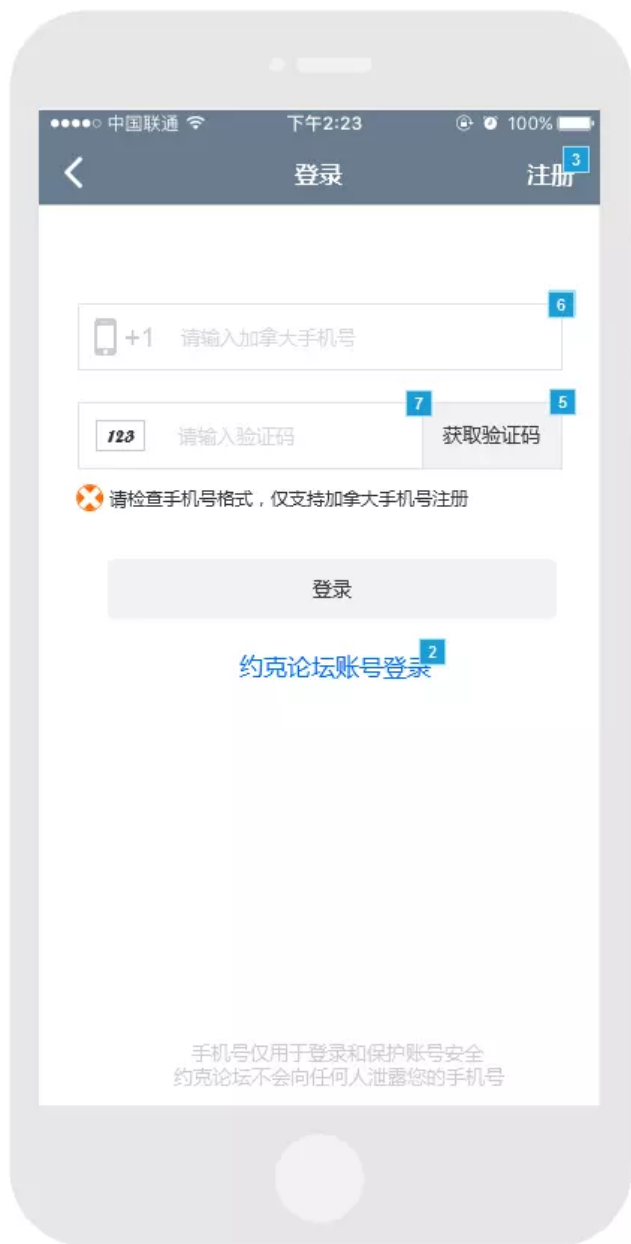 中国联通 下午2:23 100%
登录 注册 3
6
+1 请输入加拿大手机号
7 5
123 请输入验证码 获取验证码
请检查手机号格式，仅支持加拿大手机号注册
登录
2
约克论坛账号登录
手机号仅用于登录和保护账号安全
约克论坛不会向任何人泄露您的手机号